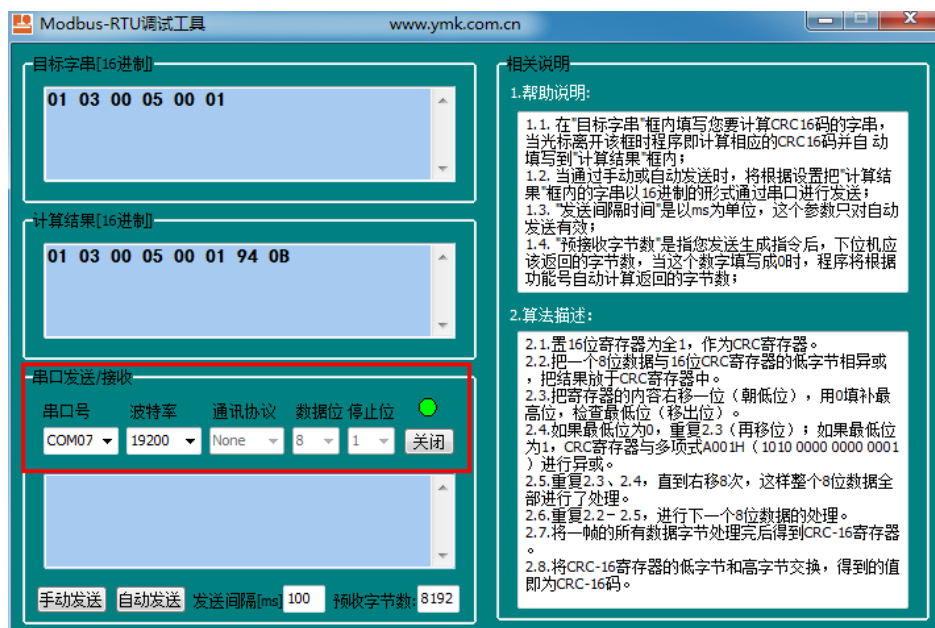 Modbus-RTU调试工具 www.ymk.com.cn
目标字串[16进制]
01 03 00 05 00 01
计算结果[16进制]
01 03 00 05 00 01 94 0B
串口发送/接收
串口号 波特率 通讯协议 数据位 停止位
COM07 19200 None 8 1 关闭
手动发送 自动发送 发送间隔[ms] 100 预收字节数: 8192
相关说明
1.帮助说明:
1.1. 在"目标字串"框内填写您要计算CRC16码的字串，
当光标离开该框时程序即计算相应的CRC16码并自 动
填写到"计算结果"框内；
1.2. 当通过手动或自动发送时，将根据设置把"计算结
果"框内的字串以16进制的形式通过串口进行发送；
1.3. "发送间隔时间"是以ms为单位，这个参数只对自动
发送有效；
1.4. "预接收字节数"是指您发送生成指令后，下位机应
该返回的字节数，当这个数字填写成0时，程序将根据
功能号自动计算返回的字节数；
2.算法描述：
2.1.置16位寄存器为全1，作为CRC寄存器。
2.2.把一个8位数据与16位CRC寄存器的低字节相异或
，把结果放于CRC寄存器中。
2.3.把寄存器的内容右移一位（朝低位），用0填补最
高位，检查最低位（移出位）。
2.4.如果最低位为0，重复2.3（再移位）；如果最低位
为1，CRC寄存器与多项式A001H（1010 0000 0000 0001
）进行异或。
2.5.重复2.3、2.4，直到右移8次，这样整个8位数据全
部进行了处理。
2.6.重复2.2－2.5，进行下一个8位数据的处理。
2.7.将一帧的所有数据字节处理完后得到CRC-16寄存器
。
2.8.将CRC-16寄存器的低字节和高字节交换，得到的值
即为CRC-16码。